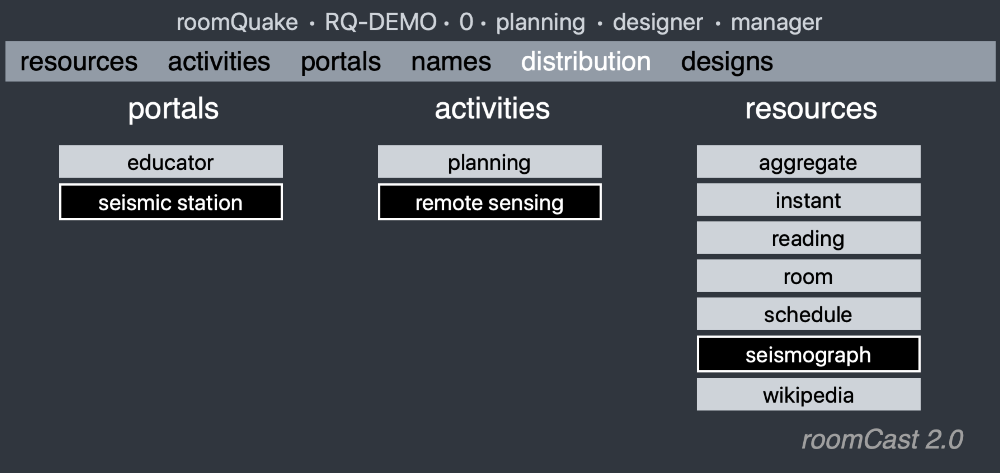 roomQuake · RQ-DEMO · 0 · planning · designer · manager
resources activities portals names distribution designs
portals
educator
seismic station
activities
planning
remote sensing
resources
aggregate
instant
reading
room
schedule
seismograph
wikipedia
roomCast 2.0